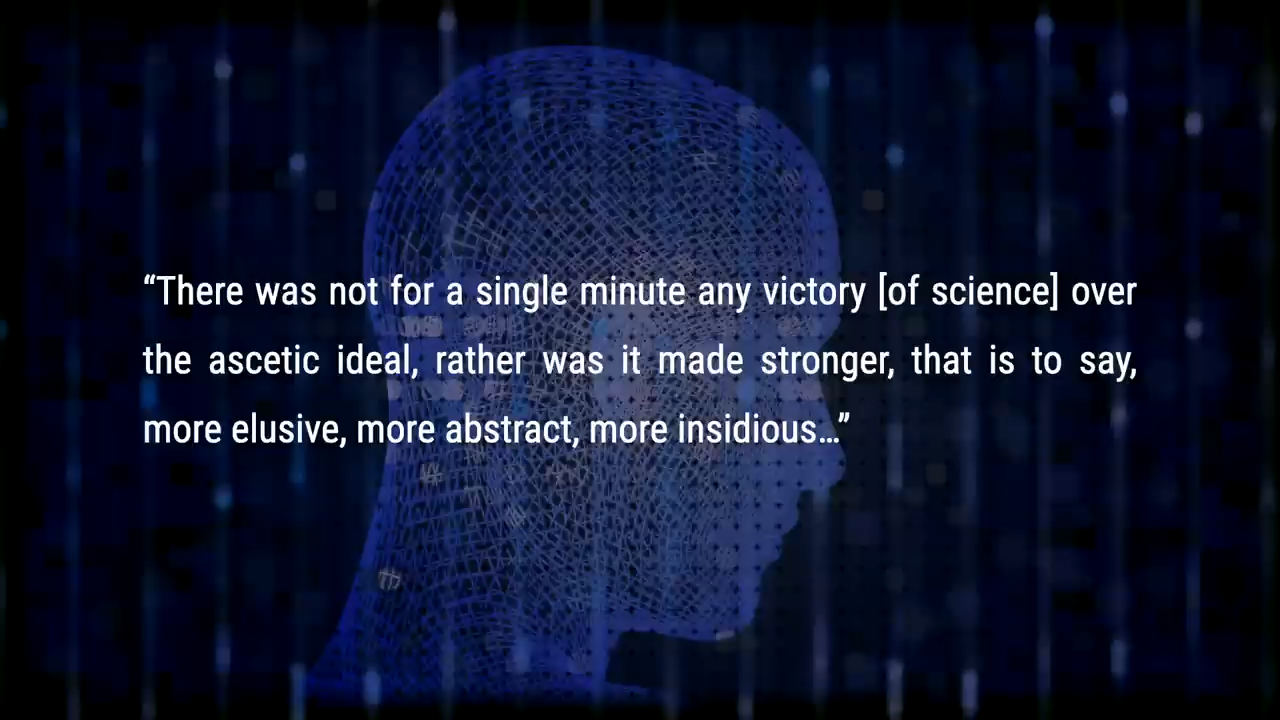 “There was not for a single minute any victory [of science] over
the ascetic ideal, rather was it made stronger, that is to say,
more elusive, more abstract, more insidious…”